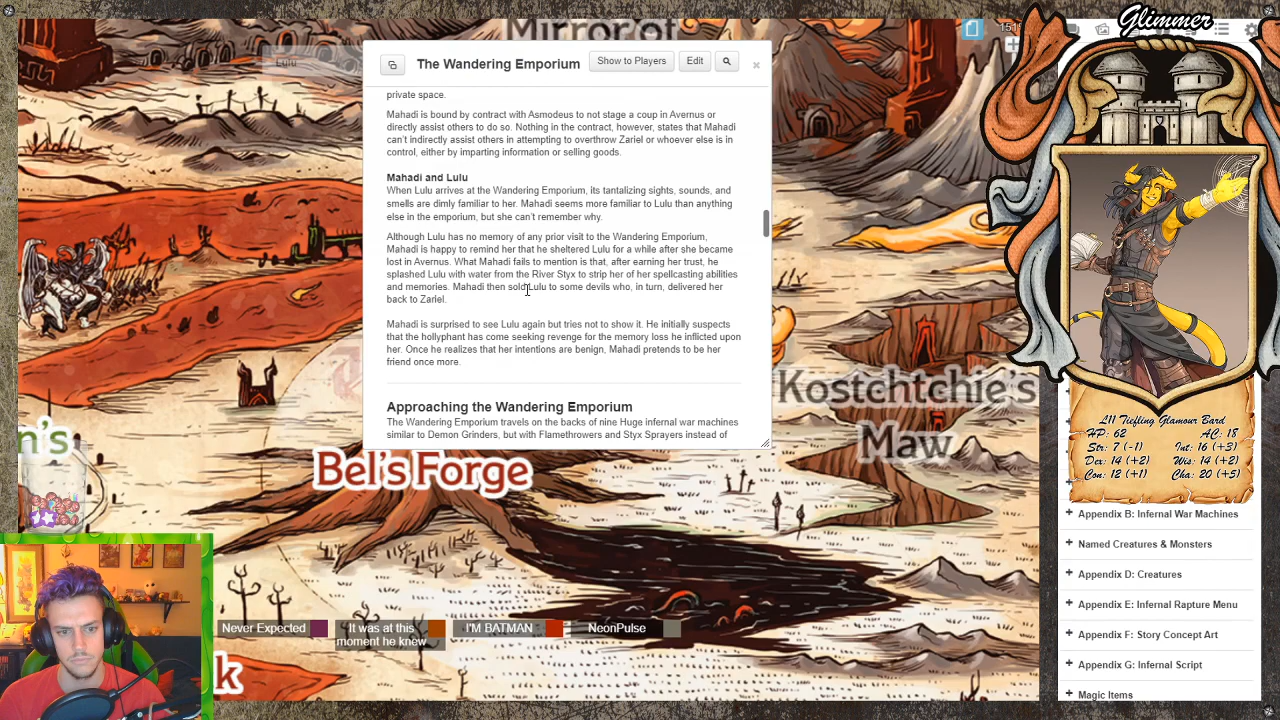 Mirror of
Glimmer
Lulu
151
The Wandering Emporium
Show to Players
Edit
private space.
Mahadi is bound by contract with Asmodeus to not stage a coup in Avernus or
directly assist others to do so. Nothing in the contract, however, states that Mahadi
can't indirectly assist others in attempting to overthrow Zariel or whoever else is in
control, either by imparting information or selling goods.
Mahadi and Lulu
When Lulu arrives at the Wandering Emporium, its tantalizing sights, sounds, and
smells are dimly familiar to her. Mahadi seems more familiar to Lulu than anything
else in the emporium, but she can't remember why.
Although Lulu has no memory of any prior visit to the Wandering Emporium,
Mahadi is happy to remind her that he sheltered Lulu for a while after she became
lost in Avernus. What Mahadi fails to mention is that, after earning her trust, he
splashed Lulu with water from the River Styx to strip her of her spellcasting abilities
and memories. Mahadi then sold Lulu to some devils who, in turn, delivered her
back to Zariel.
Mahadi is surprised to see Lulu again but tries not to show it. He initially suspects
that the hollyphant has come seeking revenge for the memory loss he inflicted upon
her. Once he realizes that her intentions are benign, Mahadi pretends to be her
friend once more.
Approaching the Wandering Emporium
The Wandering Emporium travels on the backs of nine Huge infernal war machines
similar to Demon Grinders, but with Flamethrowers and Styx Sprayers instead of
Kostchtchie's
Maw
n's
Bel's Forge
k
Never Expected
It was at this
moment he knew
I'M BATMAN
NeonPulse
Lvl 11 Tiefling Glamour Bard
HP: 62 AC: 18
Str: 7 (-1) Int: 16 (+3)
Dex: 14 (+2) Wis: 14 (+2)
Con: 12 (+1) Cha: 20 (+5)
Appendix B: Infernal War Machines
Named Creatures & Monsters
Appendix D: Creatures
Appendix E: Infernal Rapture Menu
Appendix F: Story Concept Art
Appendix G: Infernal Script
Magic Items